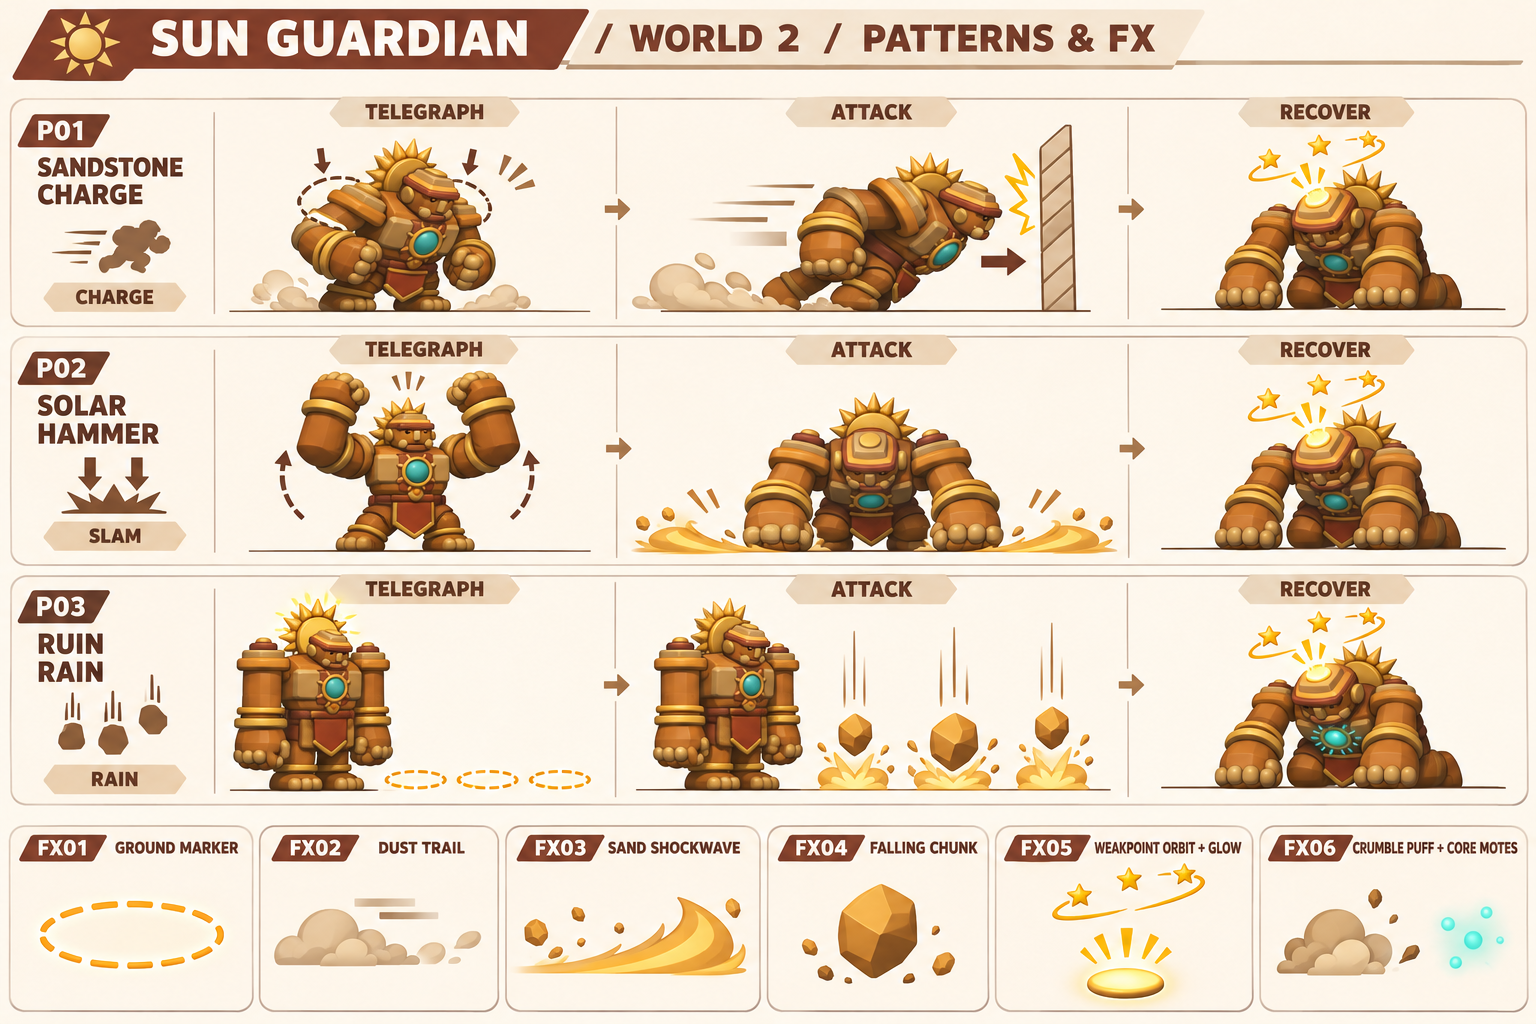 SUN GUARDIAN / WORLD 2 / PATTERNS & FX
P01
SANDSTONE
CHARGE
CHARGE
TELEGRAPH
ATTACK
RECOVER
P02
SOLAR
HAMMER
SLAM
TELEGRAPH
ATTACK
RECOVER
P03
RUIN
RAIN
RAIN
TELEGRAPH
ATTACK
RECOVER
FX01 GROUND MARKER
FX02 DUST TRAIL
FX03 SAND SHOCKWAVE
FX04 FALLING CHUNK
FX05 WEAKPOINT ORBIT + GLOW
FX06 CRUMBLE PUFF + CORE MOTES